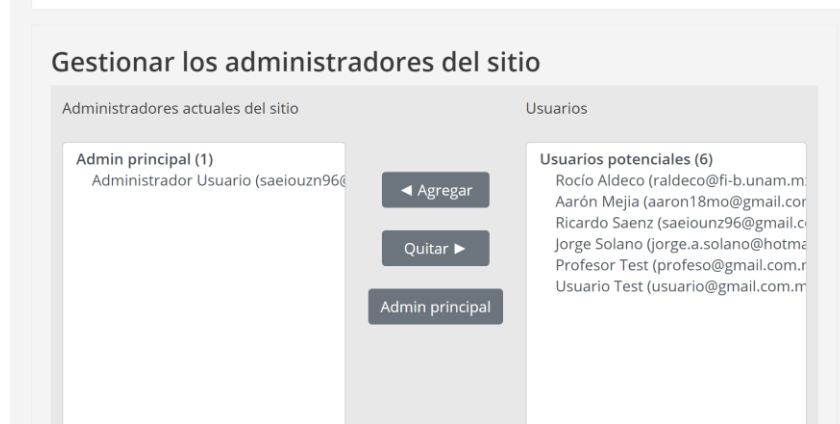 Gestionar los administradores del sitio
Administradores actuales del sitio
Admin principal (1)
Administrador Usuario (saeiouzn96@
◄ Agregar
Quitar ►
Admin principal
Usuarios
Usuarios potenciales (6)
Rocío Aldeco (raldeco@fi-b.unam.m
Aarón Mejia (aaron18mo@gmail.cor
Ricardo Saenz (saeiounz96@gmail.c
Jorge Solano (jorge.a.solano@hotma
Profesor Test (profeso@gmail.com.r
Usuario Test (usuario@gmail.com.m